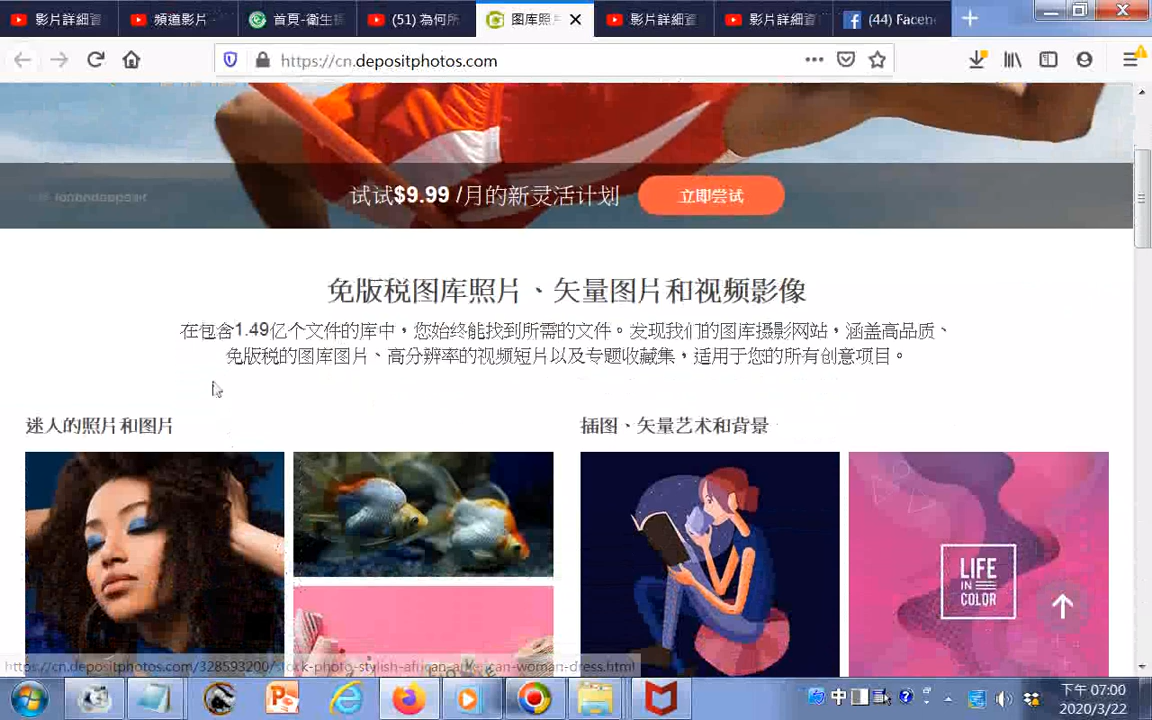 影片詳細資
頻道影片 -
首頁-衛生福
(51) 為何所
图库照片
影片詳細資
影片詳細資
(44) Faceb
https://cn.depositphotos.com
试试$9.99 /月的新灵活计划
立即尝试
免版税图库照片、矢量图片和视频影像
在包含1.49亿个文件的库中，您始终能找到所需的文件。发现我们的图库摄影网站，涵盖高品质、
免版税的图库图片、高分辨率的视频短片以及专题收藏集，适用于您的所有创意项目。
迷人的照片和图片
插图、矢量艺术和背景
LIFE
IN
COLOR
https://cn.depositphotos.com/328593200/stock-photo-stylish-african-american-woman-dress.html
中
下午 07:00
2020/3/22